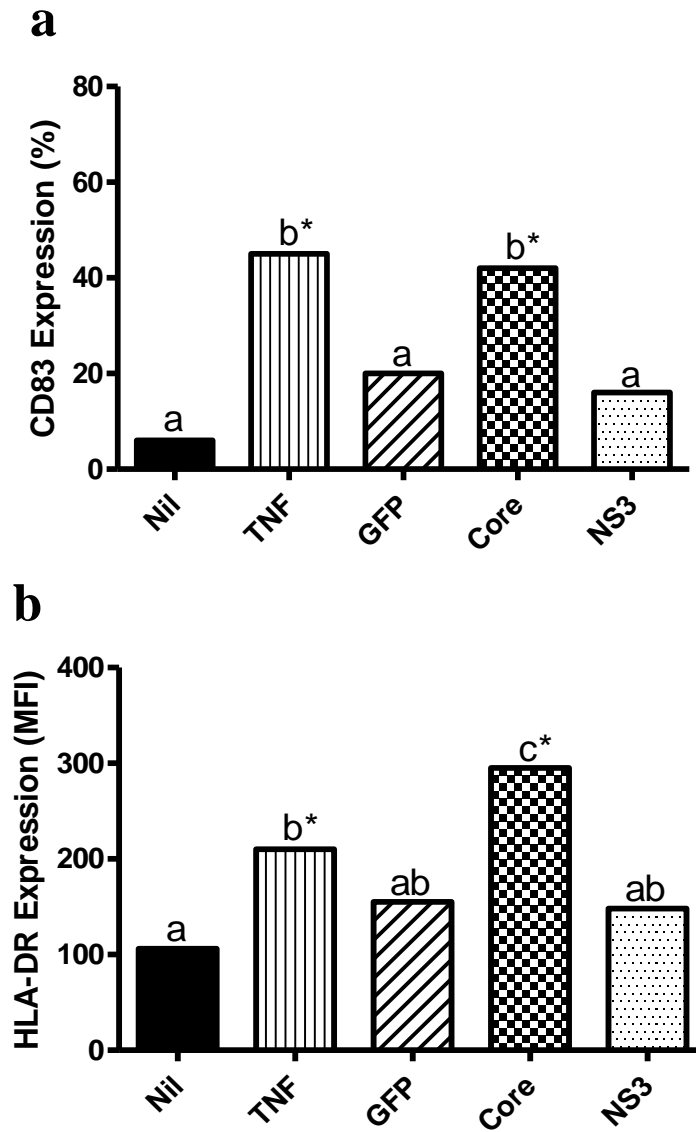 a
CD83 Expression (%)
80
60
40
20
0
a
b*
a
b*
a
Nil
TNF
GFP
Core
NS3
b
HLA-DR Expression (MFI)
400
300
200
100
0
a
b*
ab
c*
ab
Nil
TNF
GFP
Core
NS3